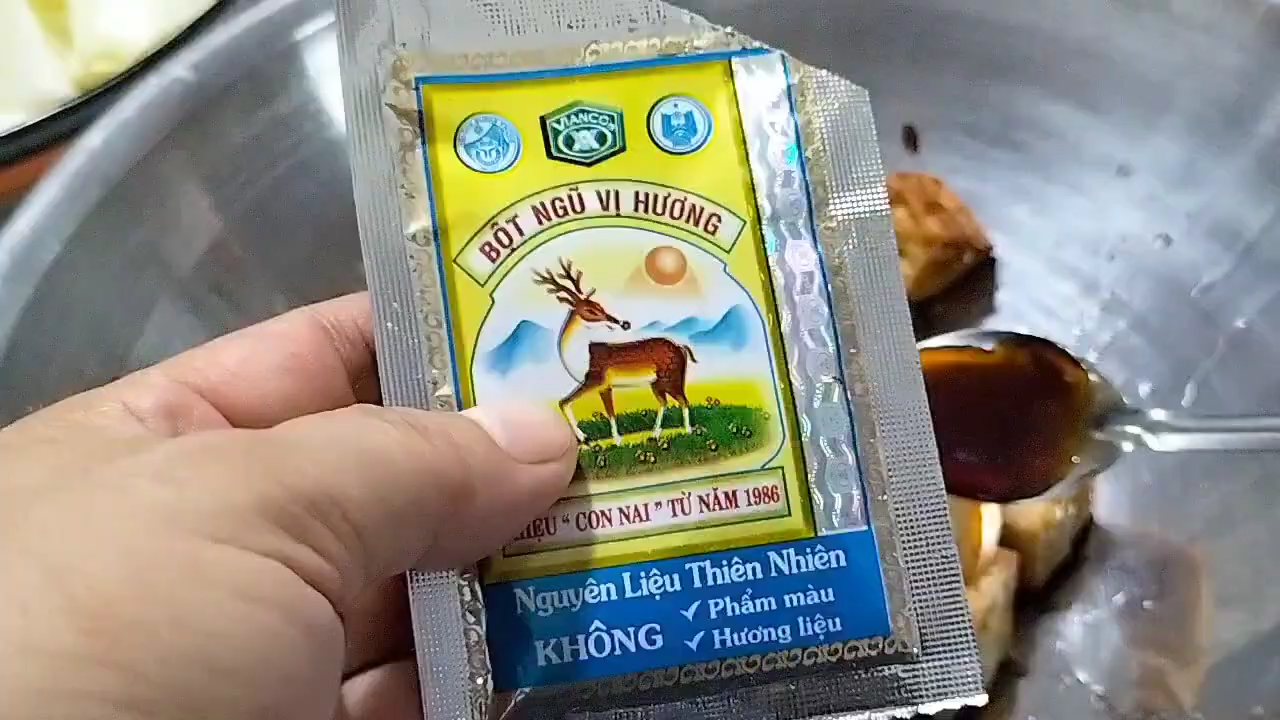 VIANCO
BỘT NGŨ VỊ HƯƠNG
HIỆU “ CON NAI ” TỪ NĂM 1986
Nguyên Liệu Thiên Nhiên
KHÔNG
✓ Phẩm màu
✓ Hương liệu